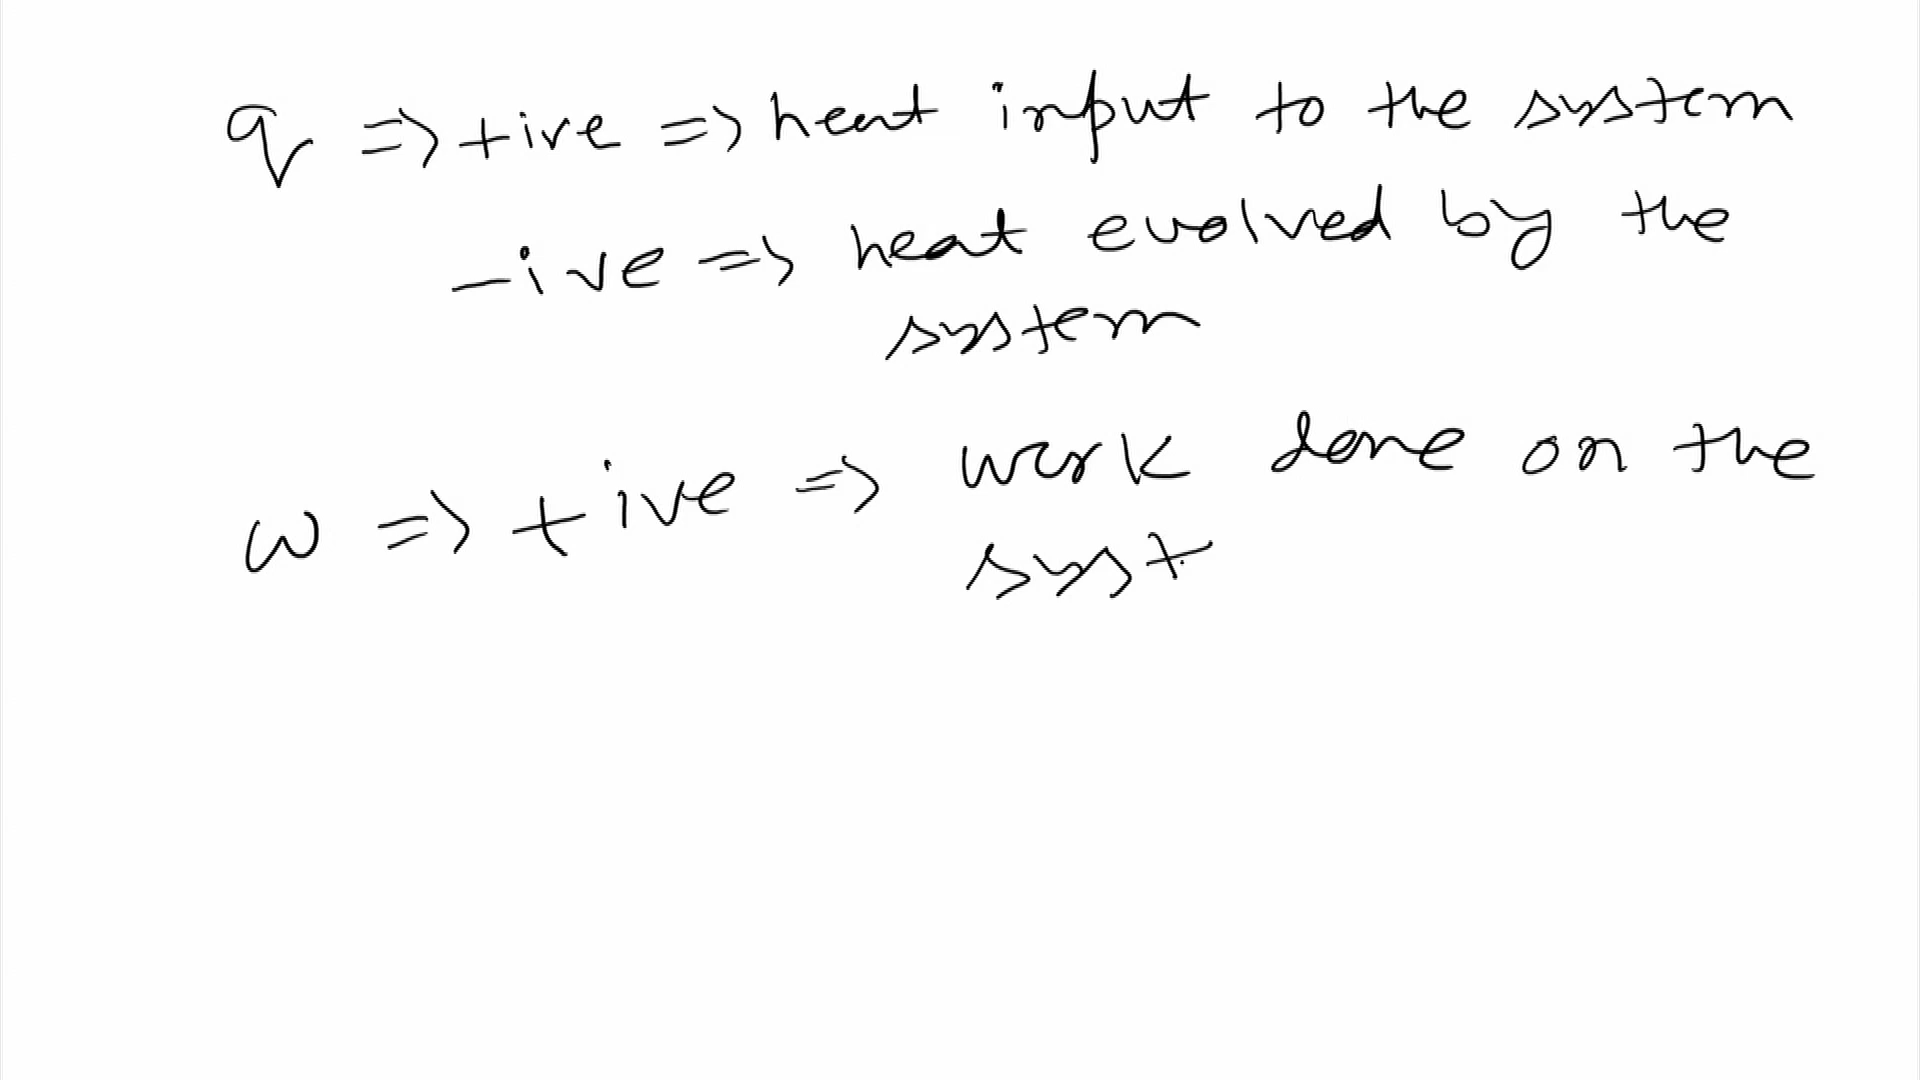 q => +ive => heat input to the system
-ive => heat evolved by the
system
w => +ive => work done on the
syst